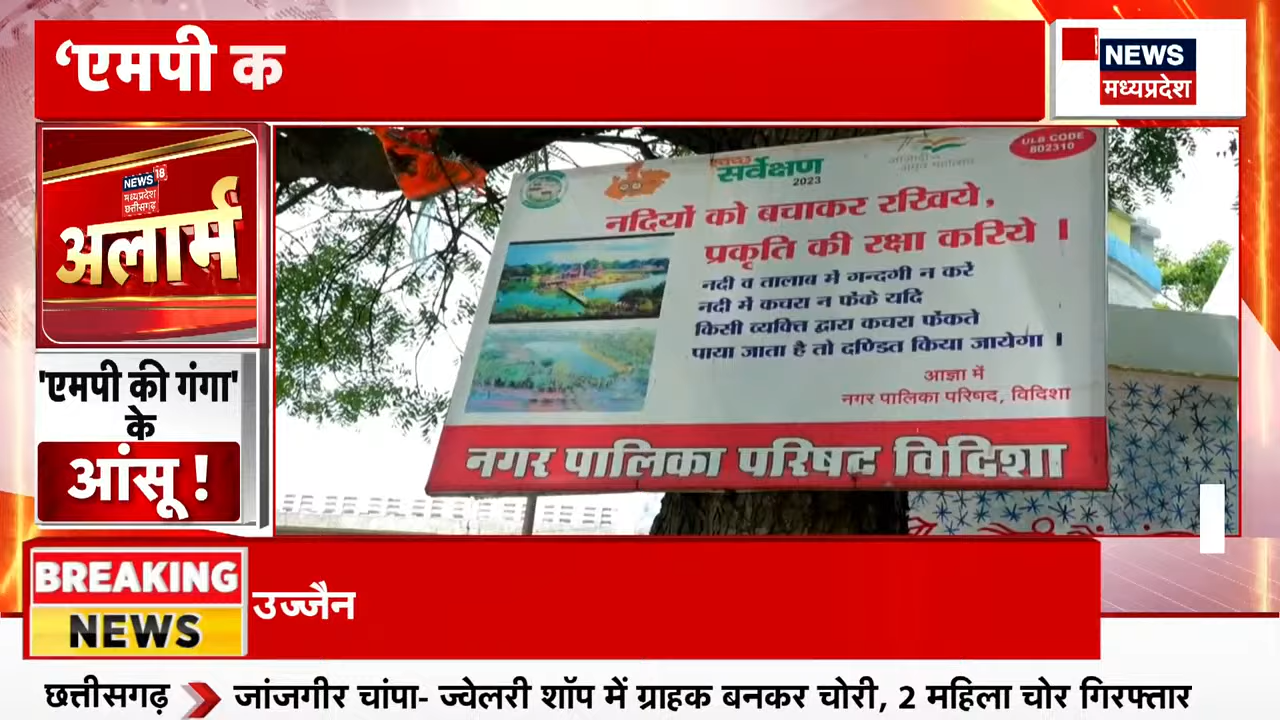 ‘एमपी क
NEWS
मध्यप्रदेश
NEWS 18
मध्यप्रदेश
छत्तीसगढ़
अलार्म
'एमपी की गंगा'
के
आंसू !
स्वच्छ
सर्वेक्षण
2023
ULB CODE
802310
नदियों को बचाकर रखिये,
प्रकृति की रक्षा करिये ।
नदी व तालाब मे गन्दगी न करें
नदी मे कचरा न फेंके यदि
किसी व्यक्ति द्वारा कचरा फेंकते
पाया जाता है तो दण्डित किया जायेगा ।
आज्ञा में
नगर पालिका परिषद, विदिशा
नगर पालिका परिषद विदिशा
BREAKING
NEWS
उज्जैन
छत्तीसगढ़
जांजगीर चांपा- ज्वेलरी शॉप में ग्राहक बनकर चोरी, 2 महिला चोर गिरफ्तार